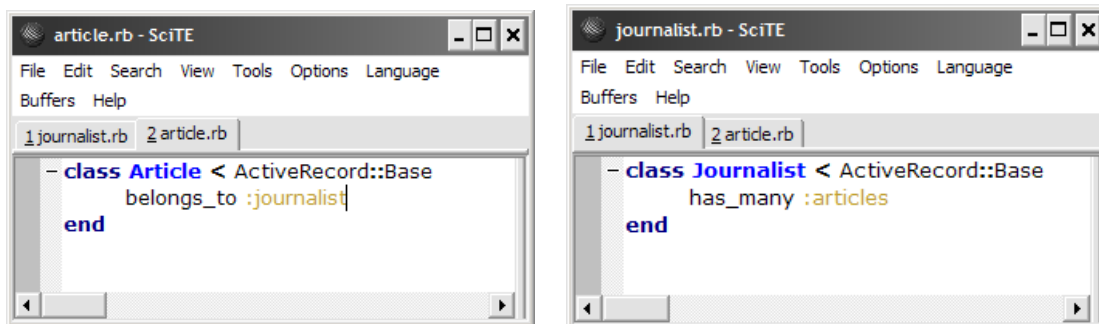 article.rb - SciTE
File Edit Search View Tools Options Language
Buffers Help
1 journalist.rb 2 article.rb
class Article < ActiveRecord::Base
belongs_to :journalist
end
journalist.rb - SciTE
File Edit Search View Tools Options Language
Buffers Help
1 journalist.rb 2 article.rb
class Journalist < ActiveRecord::Base
has_many :articles
end